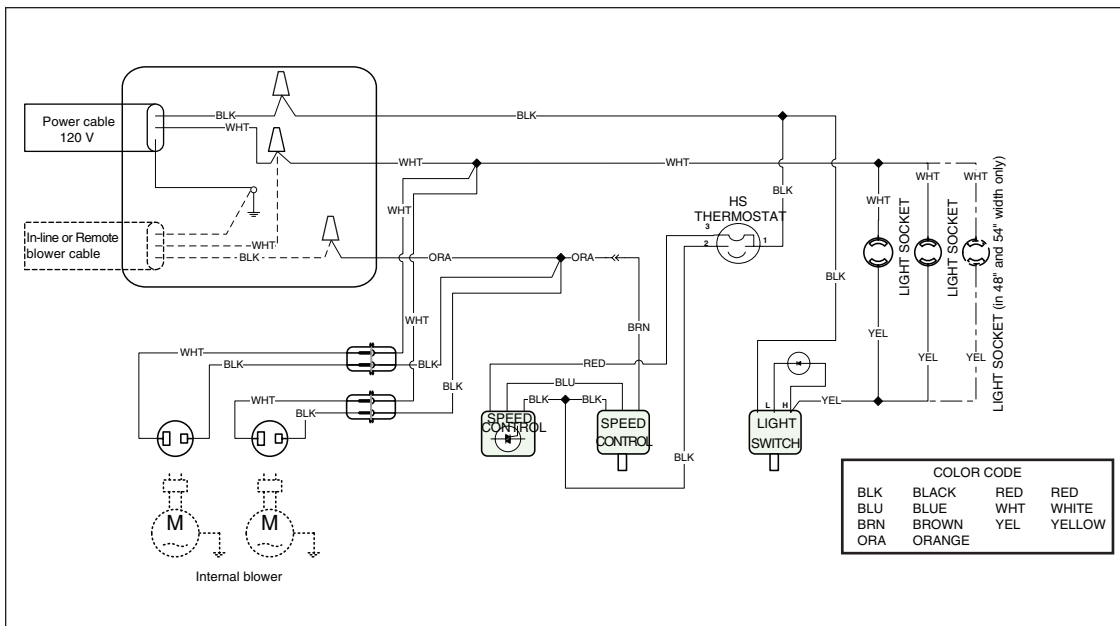 Power cable
120 V
In-line or Remote
blower cable
BLK
WHT
WHT
BLK
BLK
WHT
WHT
WHT
WHT
ORA
ORA
BLK
BLK
WHT
BLK
WHT
BLK
Internal blower
M
M
HS
THERMOSTAT
3
2
1
BLK
BLK
BRN
RED
BLU
BLK
BLK
BLK
SPEED
CONTROL
SPEED
CONTROL
L
H
LIGHT
SWITCH
YEL
WHT
WHT
WHT
LIGHT SOCKET
LIGHT SOCKET
LIGHT SOCKET (in 48" and 54" width only)
YEL
YEL
YEL
COLOR CODE
BLK BLACK RED RED
BLU BLUE WHT WHITE
BRN BROWN YEL YELLOW
ORA ORANGE